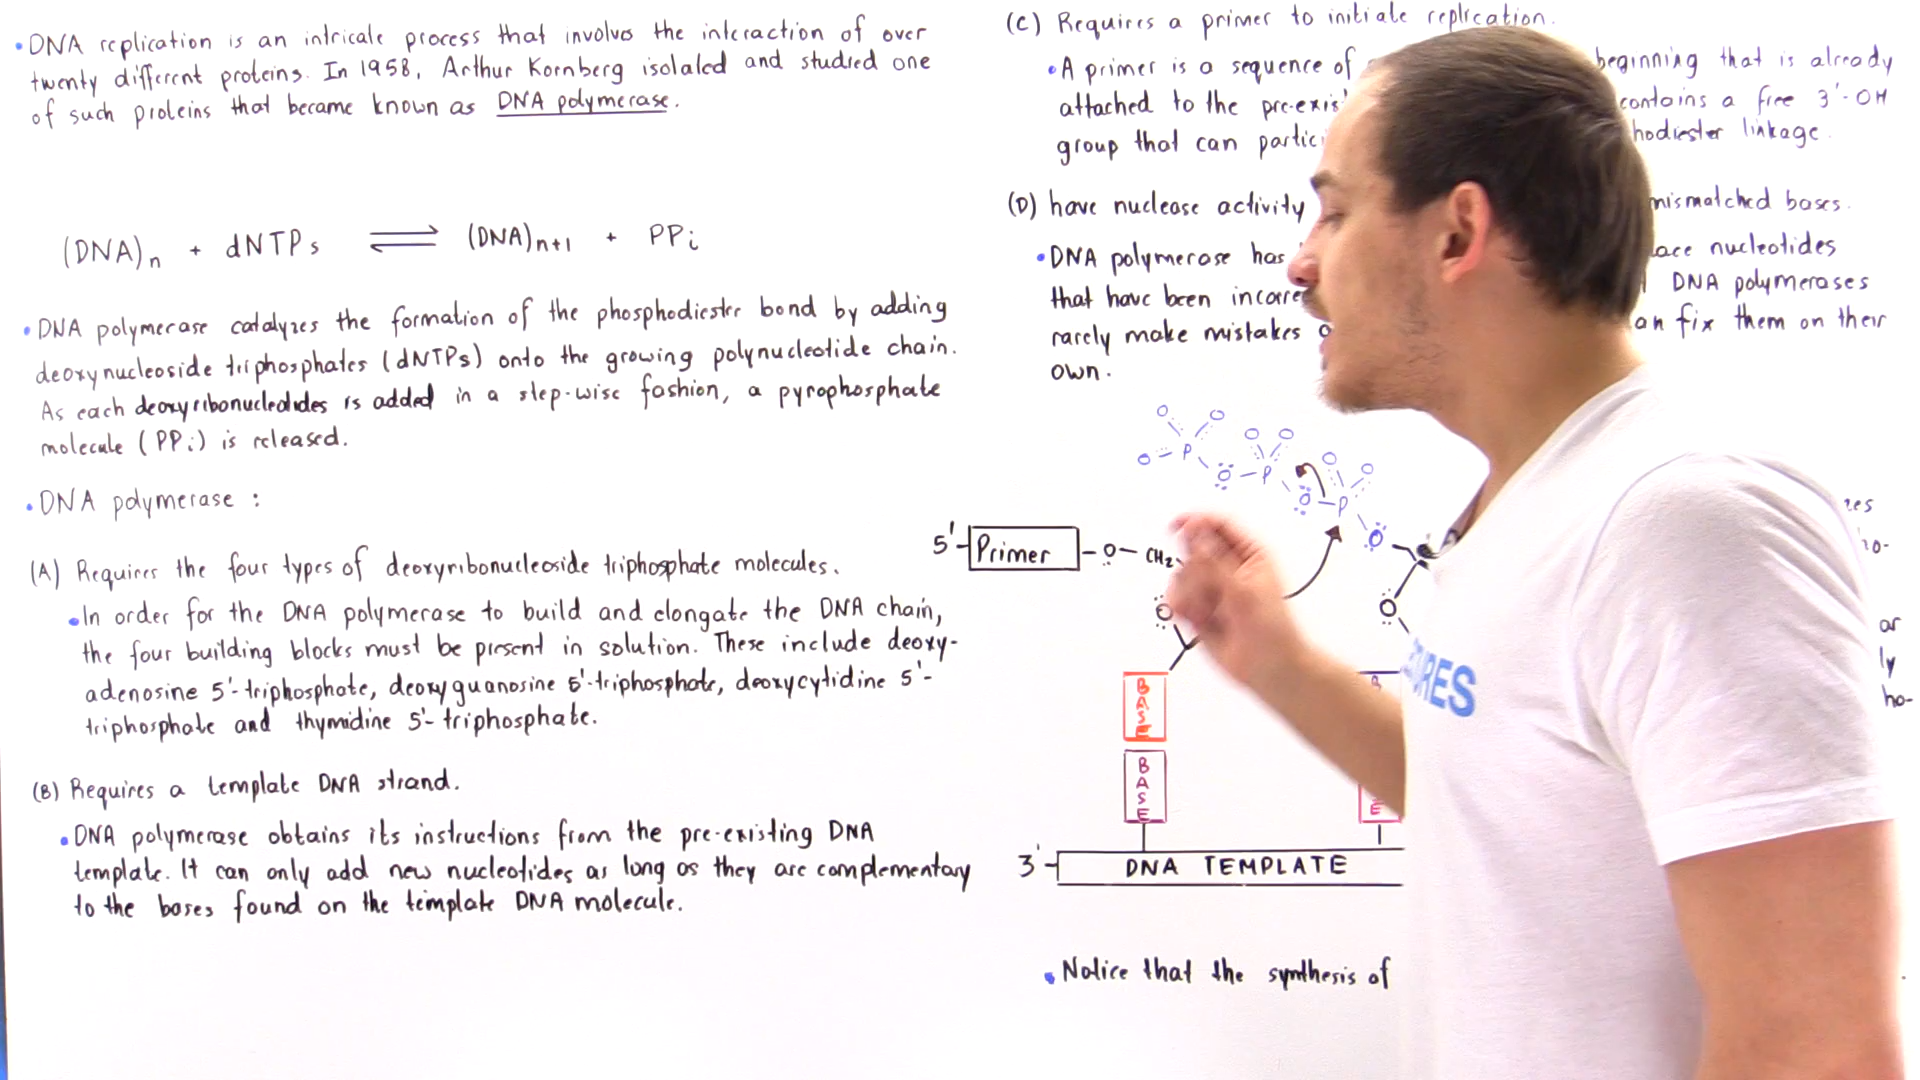 • DNA replication is an intricate process that involves the interaction of over
twenty different proteins. In 1958, Arthur Kornberg isolated and studied one
of such proteins that became known as DNA polymerase.
(DNA)n + dNTPs ⇌ (DNA)n+1 + PPi
• DNA polymerase catalyzes the formation of the phosphodiester bond by adding
deoxynucleoside triphosphates (dNTPs) onto the growing polynucleotide chain.
As each deoxyribonucleotides is added in a step-wise fashion, a pyrophosphate
molecule (PPi) is released.
• DNA polymerase :
(A) Requires the four types of deoxyribonucleoside triphosphate molecules.
• In order for the DNA polymerase to build and elongate the DNA chain,
the four building blocks must be present in solution. These include deoxy-
adenosine 5'-triphosphate, deoxyguanosine 5'-triphosphate, deoxycytidine 5'-
triphosphate and thymidine 5'-triphosphate.
(B) Requires a template DNA strand.
• DNA polymerase obtains its instructions from the pre-existing DNA
template. It can only add new nucleotides as long as they are complementary
to the bases found on the template DNA molecule.
(C) Requires a primer to initiate replication.
• A primer is a sequence of beginning that is already
attached to the contains a free 3'-OH
group that can linkage.
(D) have nuclease activity mismatched bases.
• DNA polymerase has nucleotides
that have been DNA polymerases
rarely make mistakes fix them on their
own.
O O O O O O
O P O P O P O
5' Primer O CH2
O O
BASE
BASE
3' DNA TEMPLATE
• Notice that the synthesis of